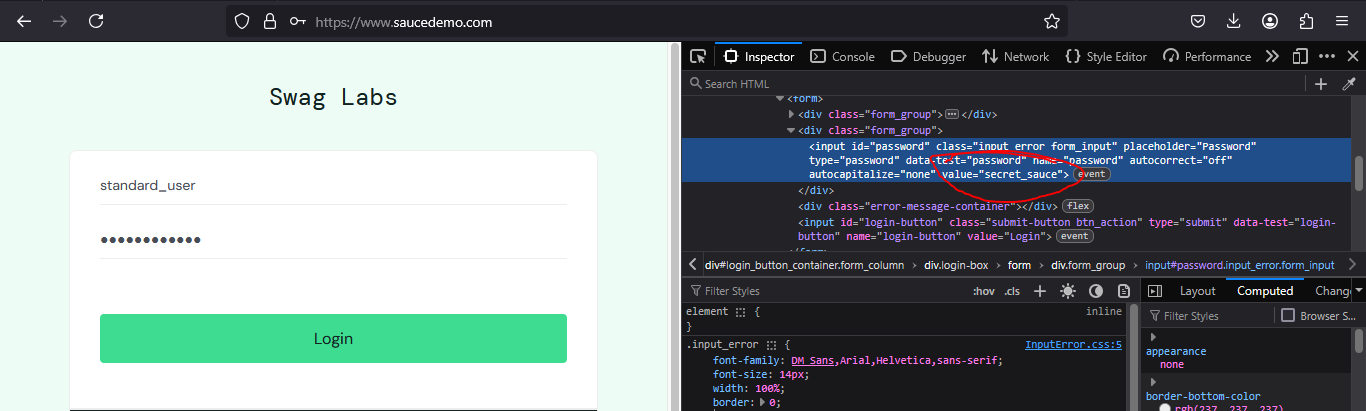 https://www.saucedemo.com
Swag Labs
standard_user
••••••••••••
Login
Inspector Console Debugger Network Style Editor Performance
Search HTML
<form>
<div class="form_group"> </div>
<div class="form_group">
<input id="password" class="input_error form_input" placeholder="Password"
type="password" data-test="password" name="password" autocorrect="off"
autocapitalize="none" value="secret_sauce"> event
</div>
<div class="error-message-container"></div> flex
<input id="login-button" class="submit-button btn_action" type="submit" data-test="login-
button" name="login-button" value="Login"> event
</form>
div#login_button_container.form_column div.login-box form div.form_group input#password.input_error.form_input
Filter Styles :hov .cls +
Layout Computed Chang
element { inline
}
.input_error { InputError.css:5
font-family: DM Sans,Arial,Helvetica,sans-serif;
font-size: 14px;
width: 100%;
border: 0;
Filter Styles Browser S...
appearance
none
border-bottom-color
rgb(237, 237, 237)